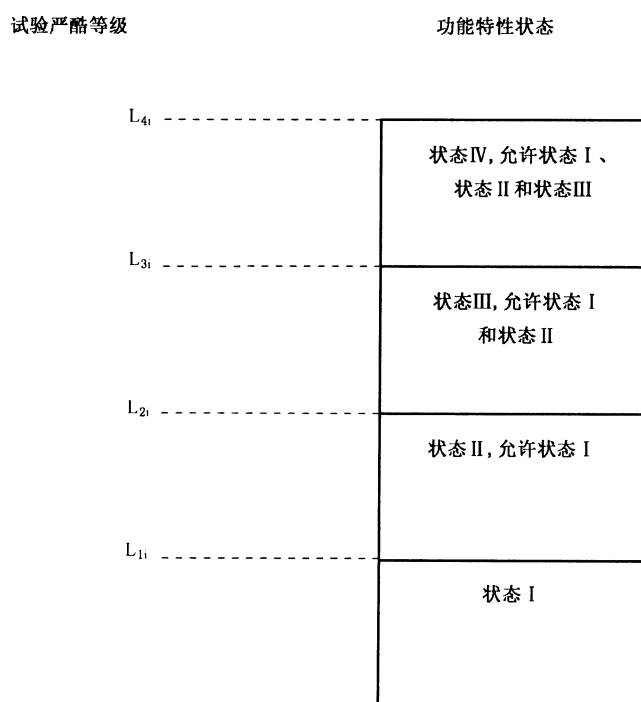 试验严酷等级 功能特性状态
L4i
状态Ⅳ,允许状态Ⅰ、
状态Ⅱ和状态Ⅲ
L3i
状态Ⅲ,允许状态Ⅰ
和状态Ⅱ
L2i
状态Ⅱ,允许状态Ⅰ
L1i
状态Ⅰ